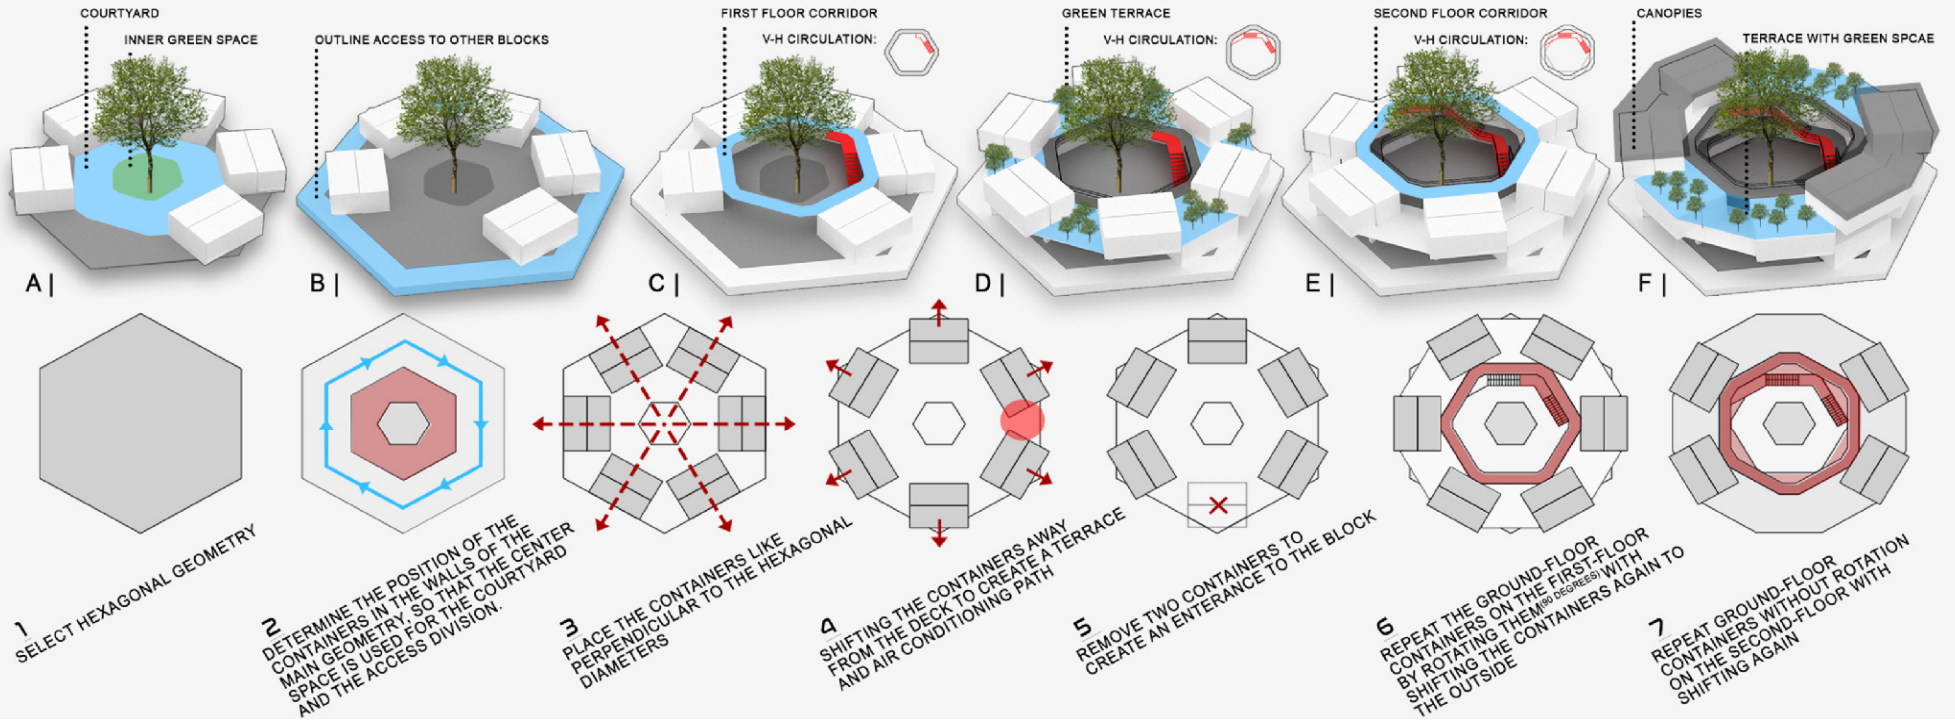 COURTYARD
INNER GREEN SPACE
A |
OUTLINE ACCESS TO OTHER BLOCKS
B |
FIRST FLOOR CORRIDOR
V-H CIRCULATION:
C |
GREEN TERRACE
V-H CIRCULATION:
D |
SECOND FLOOR CORRIDOR
V-H CIRCULATION:
E |
CANOPIES
TERRACE WITH GREEN SPCAE
F |
1
SELECT HEXAGONAL GEOMETRY
2
DETERMINE THE POSITION OF THE
CONTAINERS IN THE WALLS OF THE
MAIN GEOMETRY, SO THAT THE CENTER
SPACE IS USED FOR THE COURTYARD
AND THE ACCESS DIVISION.
3
PLACE THE CONTAINERS LIKE
PERPENDICULAR TO THE HEXAGONAL
DIAMETERS
4
SHIFTING THE CONTAINERS AWAY
FROM THE DECK TO CREATE A TERRACE
AND AIR CONDITIONING PATH
5
REMOVE TWO CONTAINERS TO
CREATE AN ENTERANCE TO THE BLOCK
6
REPEAT THE GROUND-FLOOR
CONTAINERS ON THE FIRST-FLOOR
BY ROTATING THEM(90 DEGREES) WITH
SHIFTING THE CONTAINERS AGAIN TO
THE OUTSIDE
7
REPEAT GROUND-FLOOR
CONTAINERS WITHOUT ROTATION
ON THE SECOND-FLOOR WITH
SHIFTING AGAIN